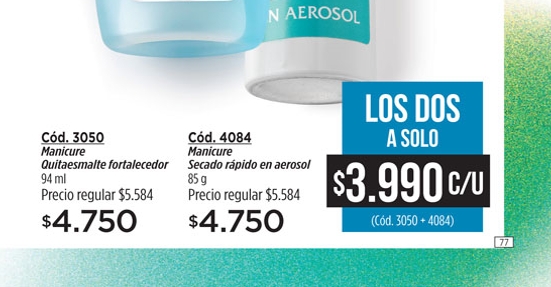 N AEROSOL
Cód. 3050
Manicure
Quitaesmalte fortalecedor
94 ml
Precio regular $5.584
$4.750
Cód. 4084
Manicure
Secado rápido en aerosol
85 g
Precio regular $5.584
$4.750
LOS DOS
A SOLO
$3.990 C/U
(Cód. 3050 + 4084)
77